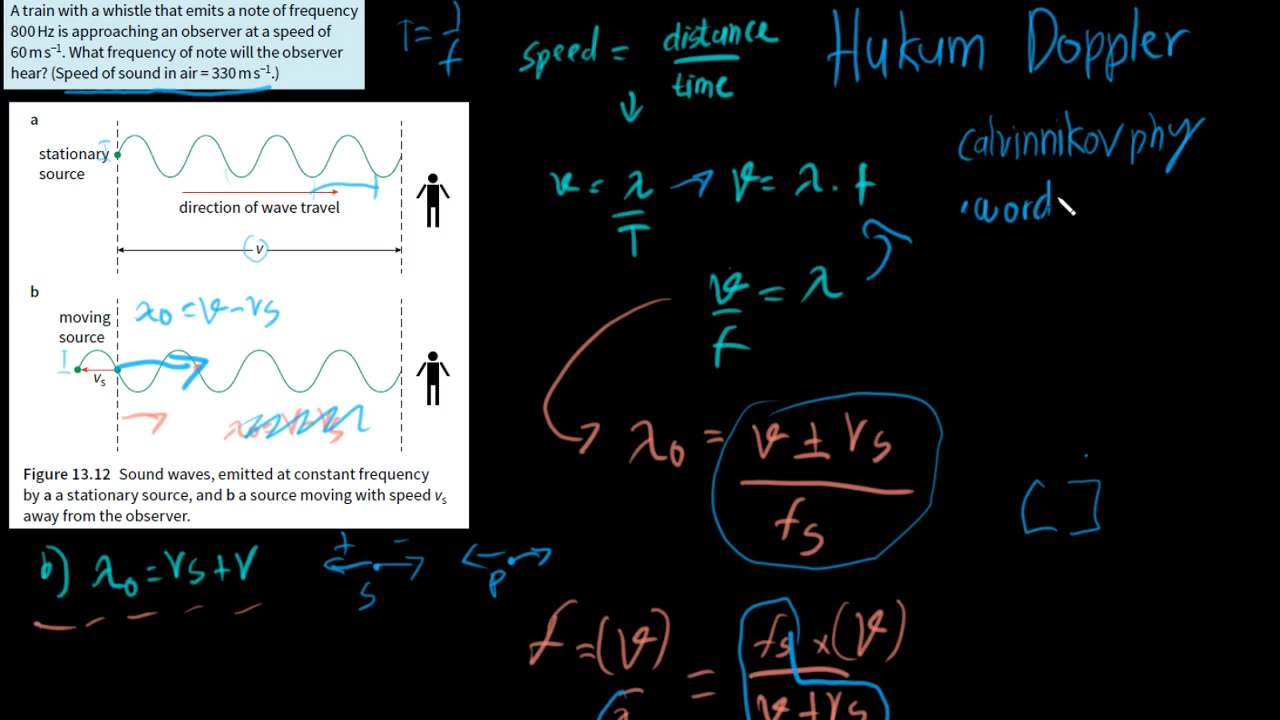 A train with a whistle that emits a note of frequency
800 Hz is approaching an observer at a speed of
60 m s⁻¹. What frequency of note will the observer
hear? (Speed of sound in air = 330 m s⁻¹.)
T = 1/f
speed = distance/time
Hukum Doppler
calvinnikovphy
.word
a
stationary
source
direction of wave travel
v
v = λ/T → v = λ . f
v/f = λ
b
λo = v - vs
moving
source
vs
λo = (v ± vs)/fs
[ ]
Figure 13.12 Sound waves, emitted at constant frequency
by a a stationary source, and b a source moving with speed vs
away from the observer.
b) λo = vs + v
+ -
S
P
f = (v)/λ = fs × (v)/(v ± vs)